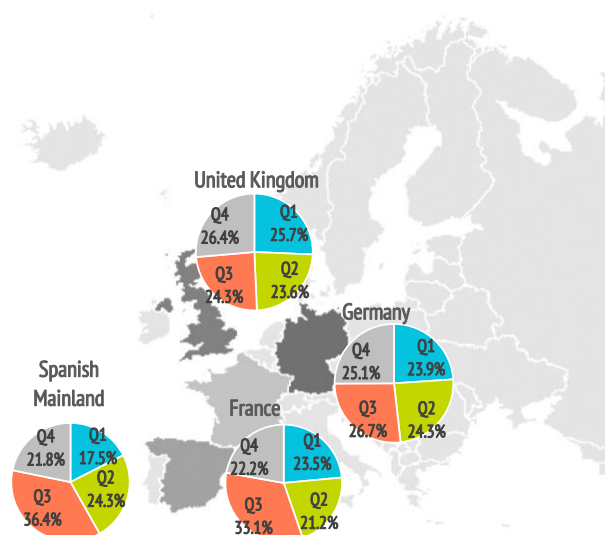 United Kingdom
Q4
26.4%
Q1
25.7%
Q3
24.3%
Q2
23.6%
Germany
Q4
25.1%
Q1
23.9%
Q3
26.7%
Q2
24.3%
Spanish
Mainland
Q4
21.8%
Q1
17.5%
Q3
36.4%
Q2
24.3%
France
Q4
22.2%
Q1
23.5%
Q3
33.1%
Q2
21.2%